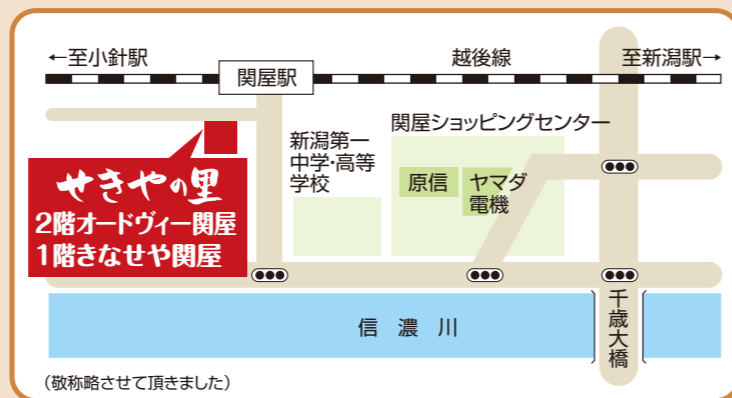 ←至小針駅
越後線
至新潟駅→
関屋駅
関屋ショッピングセンター
新潟第一
中学・高等
学校
原信
ヤマダ
電機
せきやの里
2階オードヴィー関屋
1階きなせや関屋
信濃川
千歳大橋
(敬称略させて頂きました)